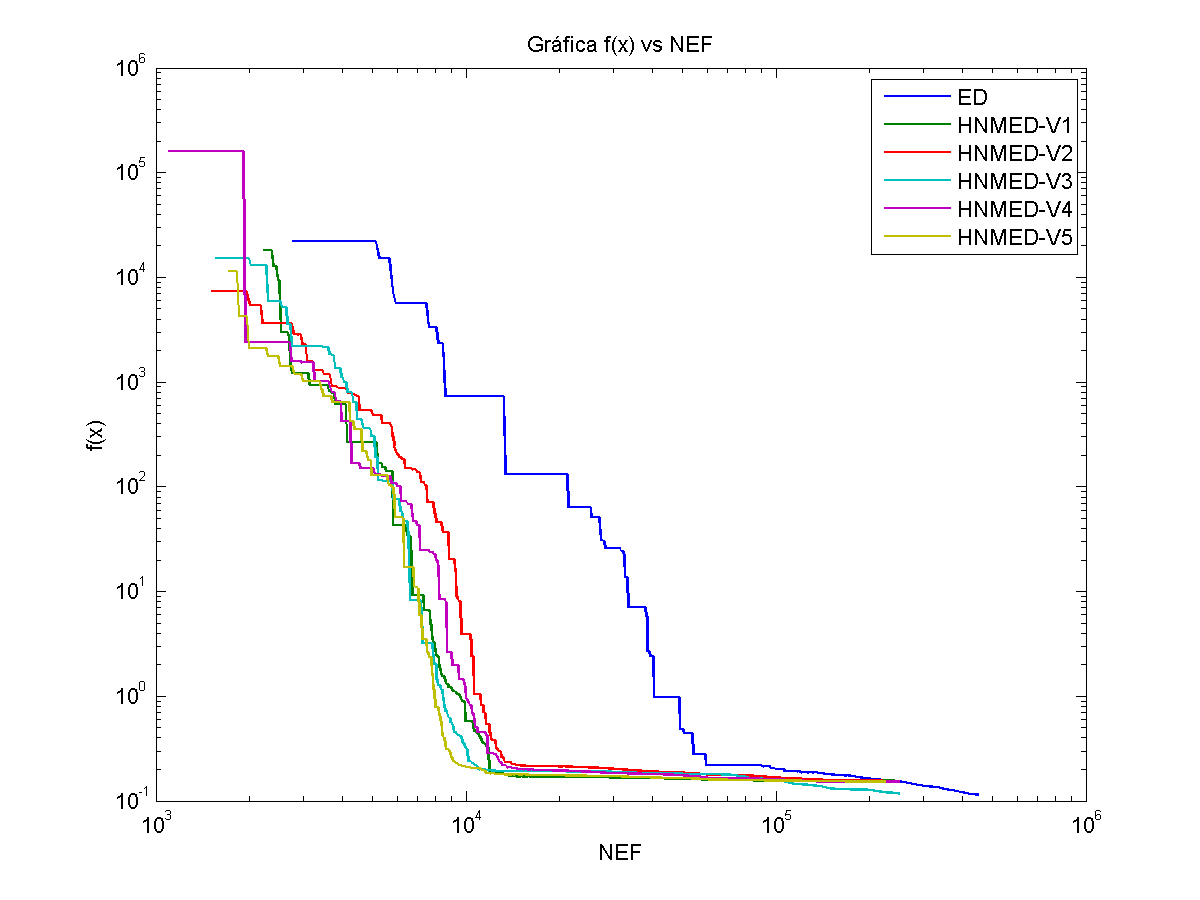 Gráfica f(x) vs NEF
10^6
10^5
10^4
10^3
10^2
10^1
10^0
10^-1
f(x)
ED
HNMED-V1
HNMED-V2
HNMED-V3
HNMED-V4
HNMED-V5
10^3 10^4 10^5 10^6
NEF